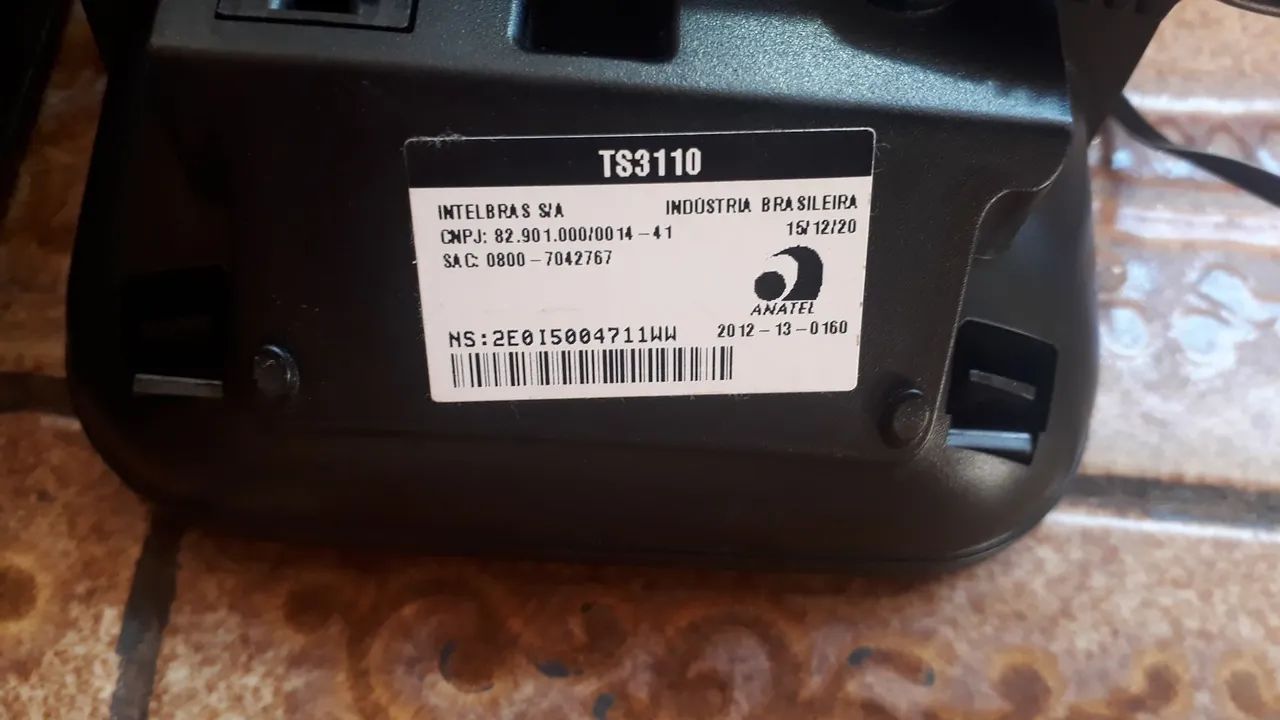 TS3110
INTELBRAS S/A INDÚSTRIA BRASILEIRA
CNPJ: 82.901.000/0014-41 15/12/20
SAC: 0800-7042767
ANATEL
NS:2E0I5004711WW 2012-13-0160